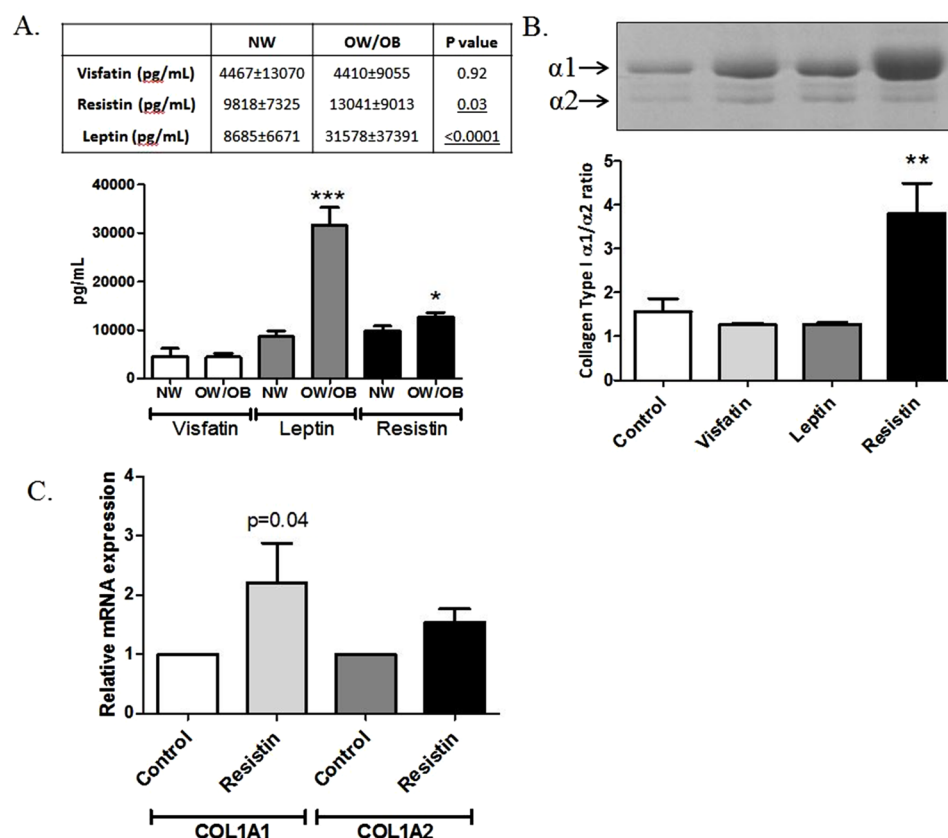 A.
NW OW/OB P value
Visfatin (pg/mL) 4467±13070 4410±9055 0.92
Resistin (pg/mL) 9818±7325 13041±9013 0.03
Leptin (pg/mL) 8685±6671 31578±37391 <0.0001
40000
30000
20000
10000
0
pg/mL
***
*
NW OW/OB NW OW/OB NW OW/OB
Visfatin Leptin Resistin
B.
α1
α2
5
4
3
2
1
0
Collagen Type I α1/α2 ratio
**
Control Visfatin Leptin Resistin
C.
4
3
2
1
0
Relative mRNA expression
p=0.04
Control Resistin Control Resistin
COL1A1 COL1A2